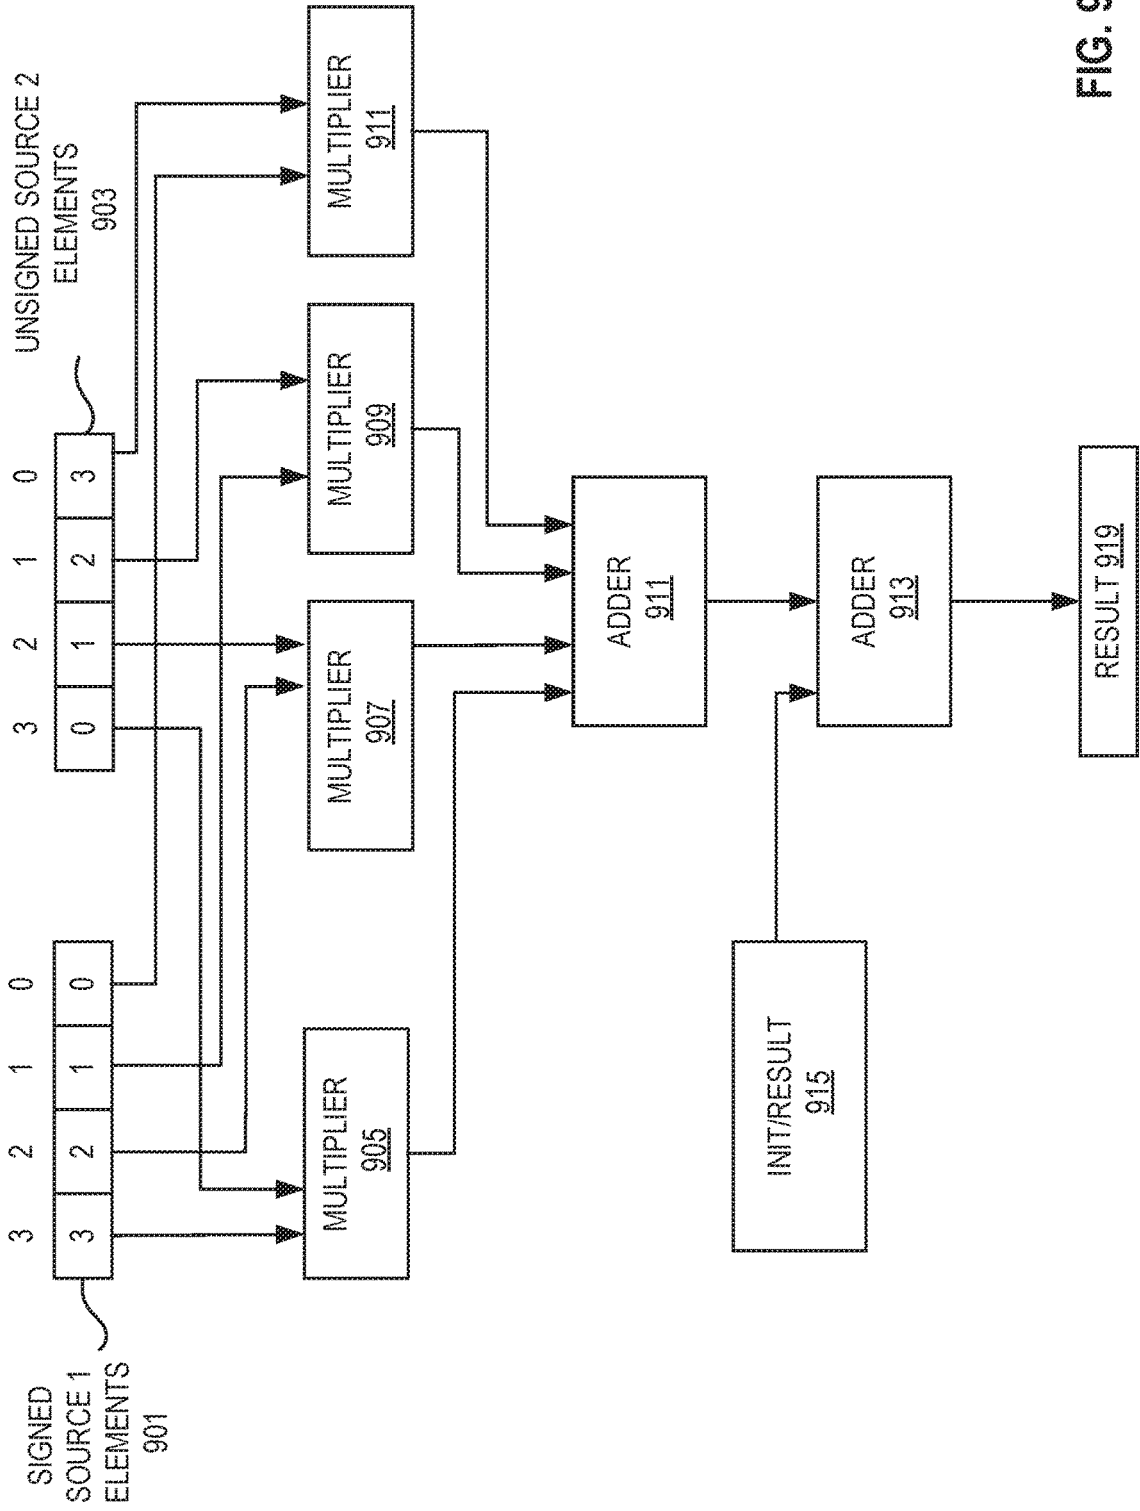 SIGNED
SOURCE 1
ELEMENTS
901
3 2 1 0
3 2 1 0
UNSIGNED SOURCE 2
ELEMENTS
903
3 2 1 0
0 1 2 3
MULTIPLIER
905
MULTIPLIER
907
MULTIPLIER
909
MULTIPLIER
911
ADDER
911
INIT/RESULT
915
ADDER
913
RESULT 919
FIG. 9